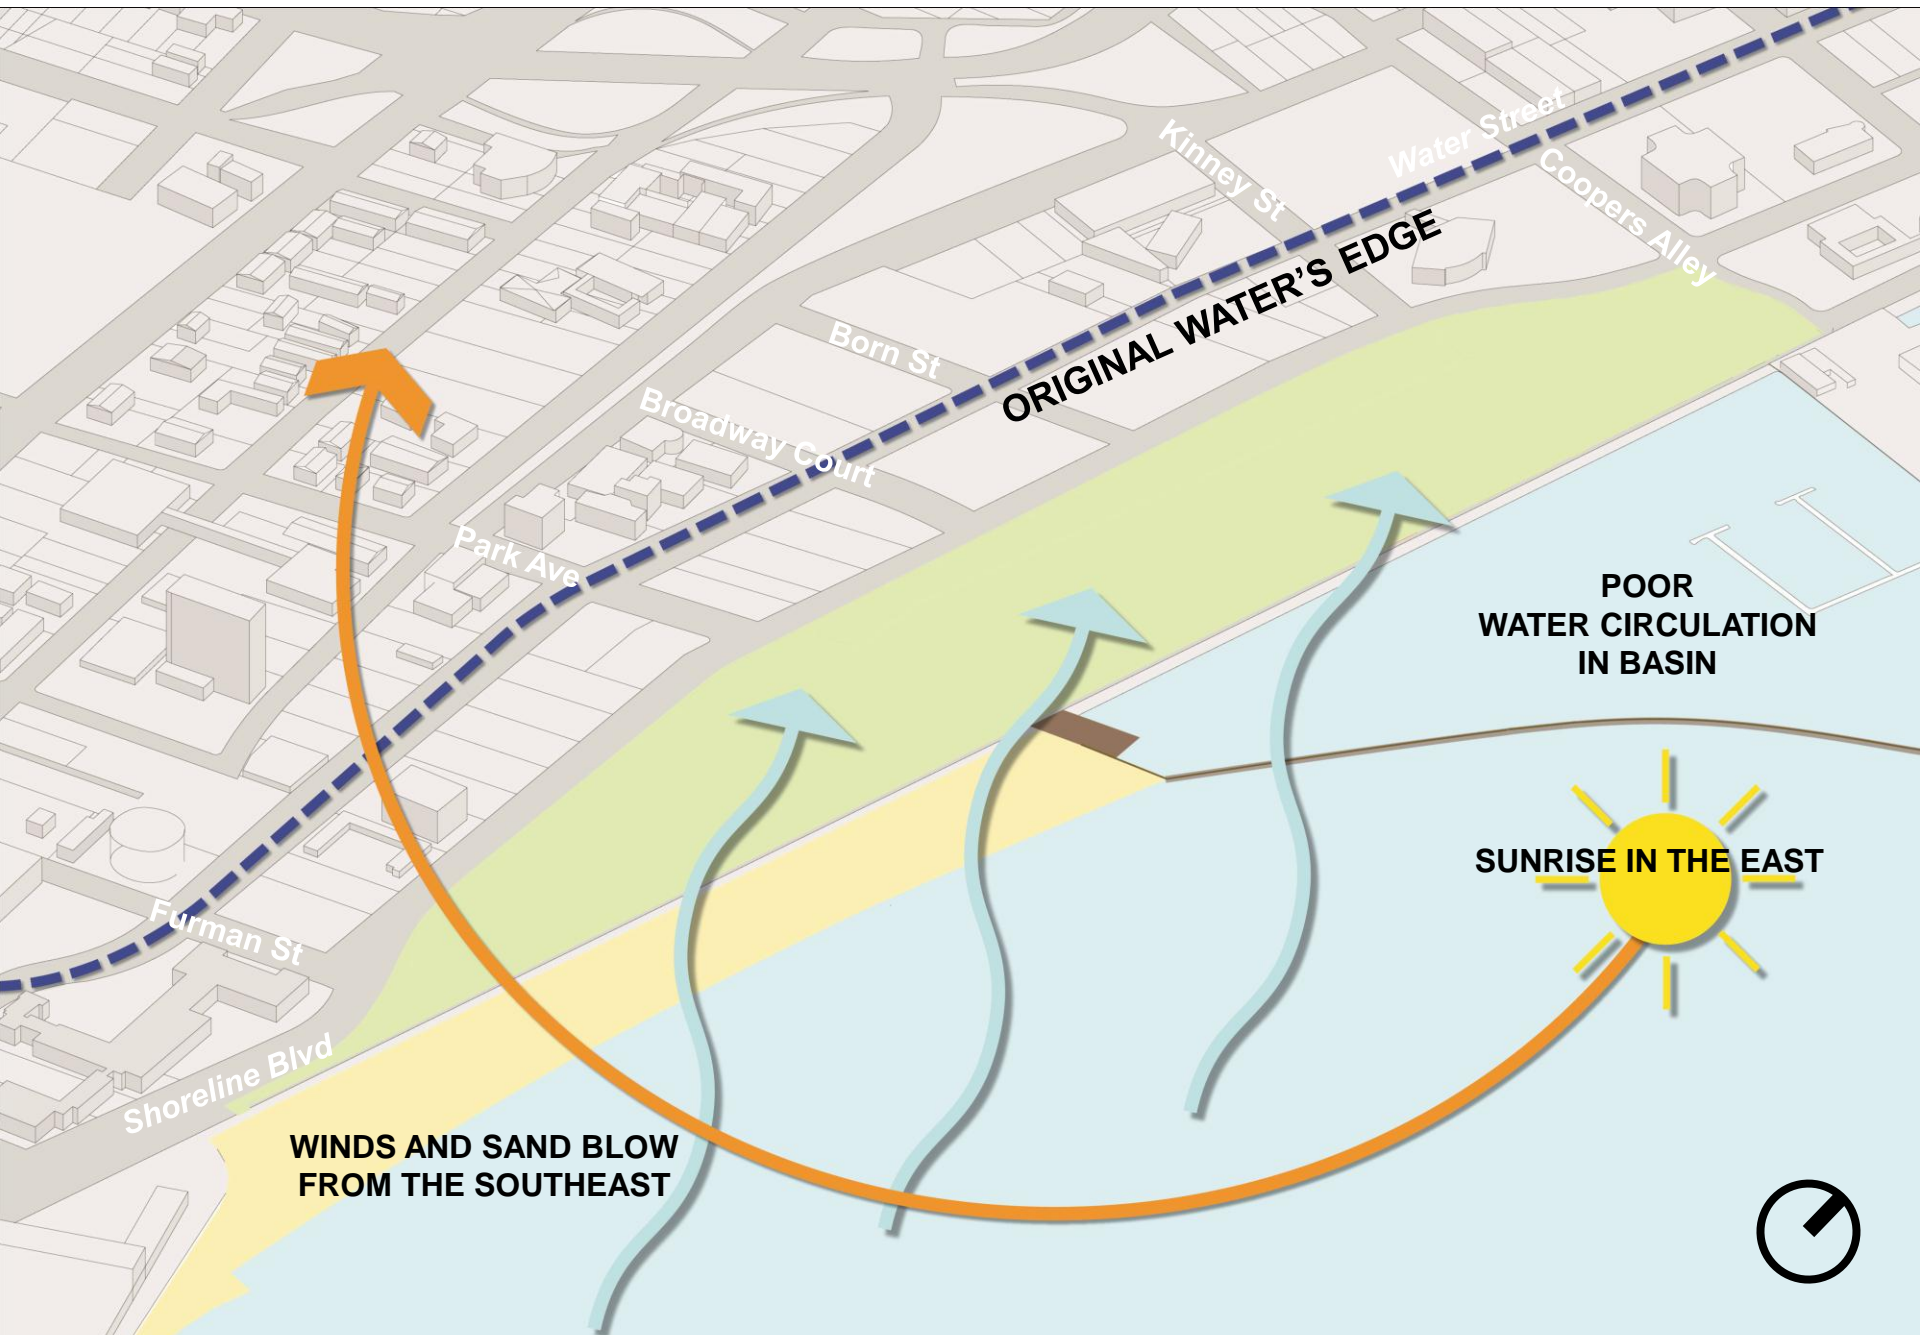 Water Street
Kinney St
Coopers Alley
ORIGINAL WATER'S EDGE
Born St
Broadway Court
Park Ave
POOR
WATER CIRCULATION
IN BASIN
SUNRISE IN THE EAST
Furman St
Shoreline Blvd
WINDS AND SAND BLOW
FROM THE SOUTHEAST